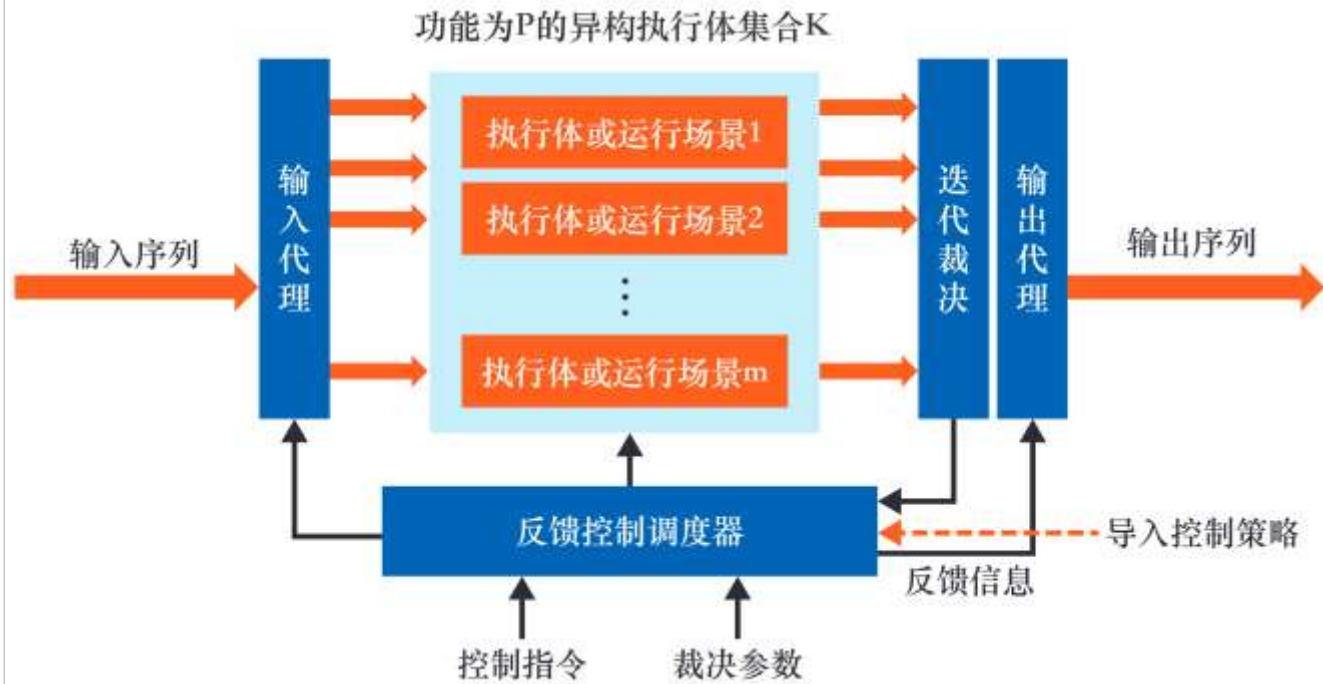 功能为P的异构执行体集合K
输入序列
输入代理
执行体或运行场景1
执行体或运行场景2
⋮
执行体或运行场景m
迭代裁决
输出代理
输出序列
反馈控制调度器
导入控制策略
反馈信息
控制指令
裁决参数